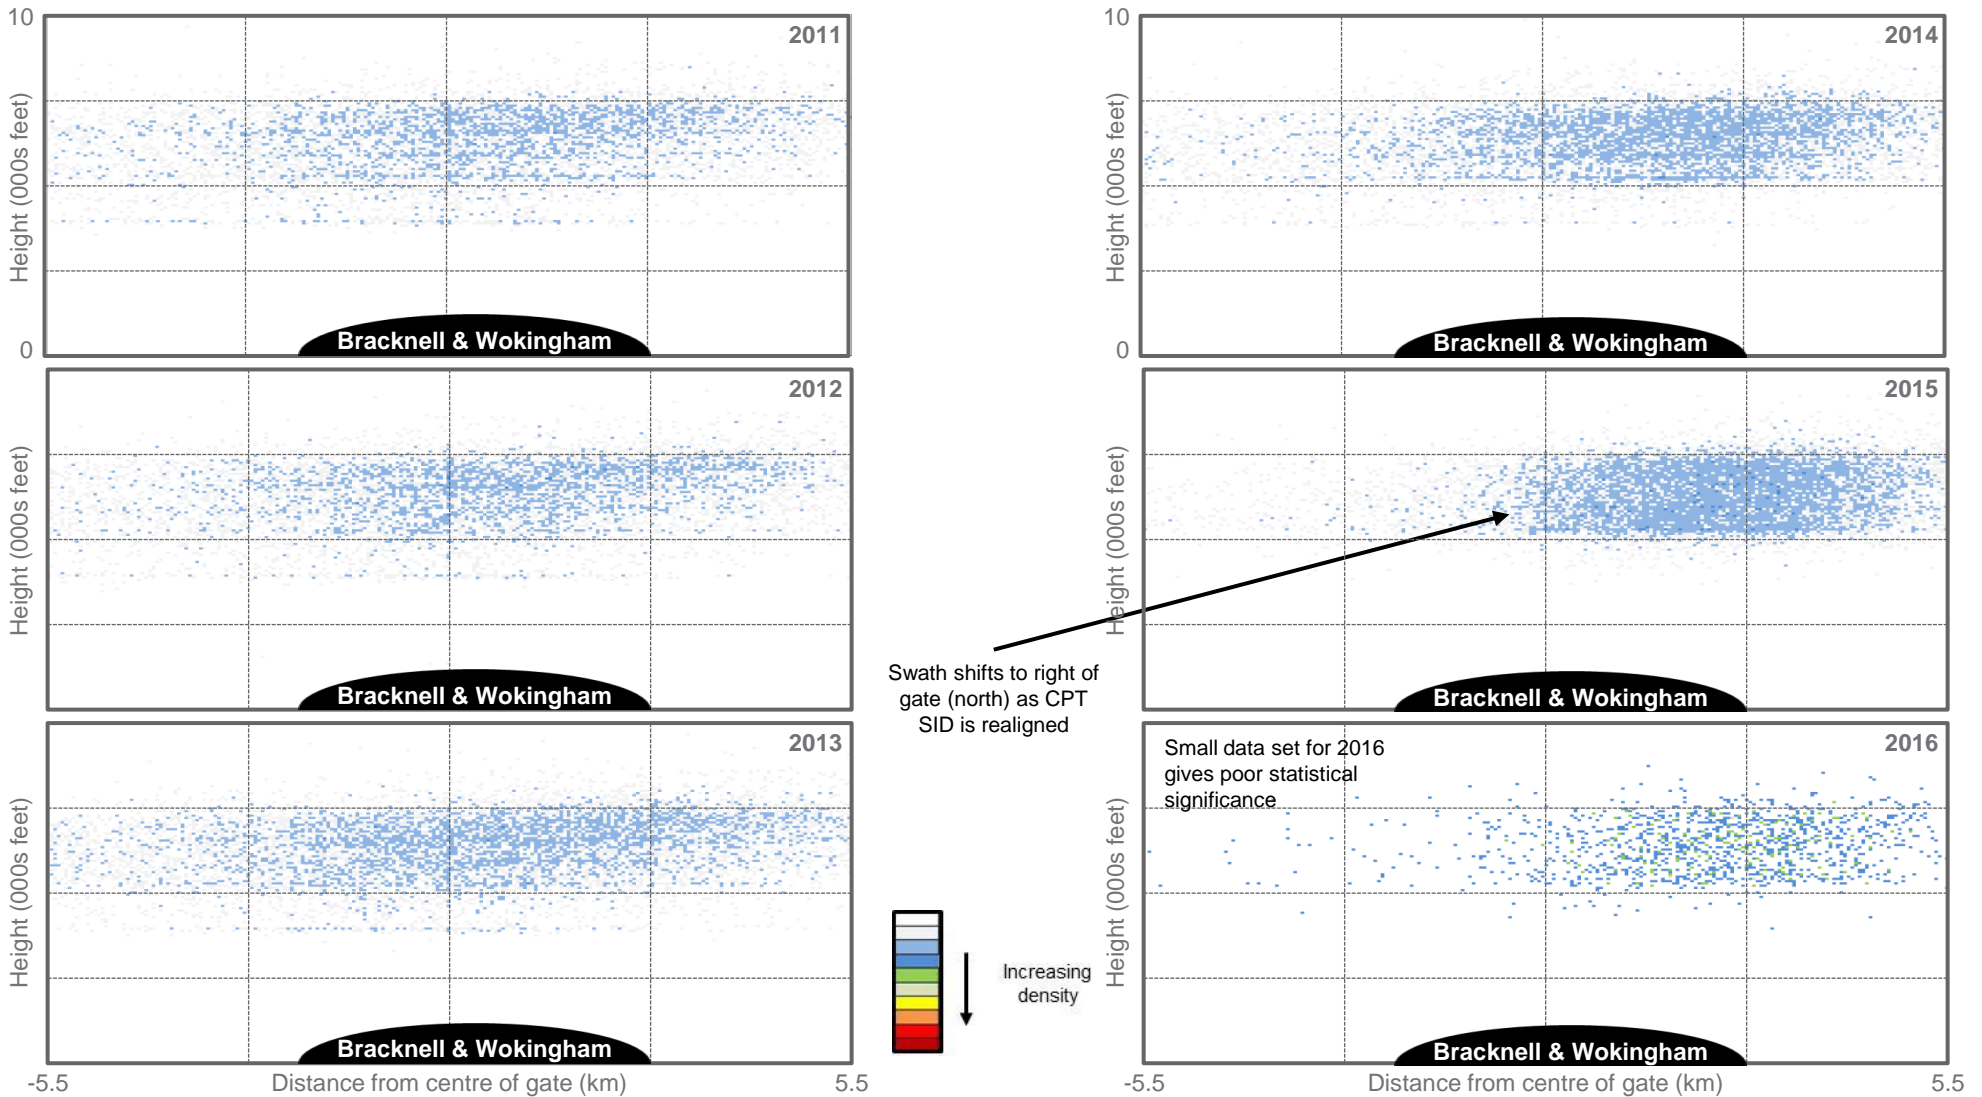 10
2011
Height (000s feet)
0
Bracknell & Wokingham
2012
Height (000s feet)
Bracknell & Wokingham
2013
Height (000s feet)
Bracknell & Wokingham
-5.5
Distance from centre of gate (km)
5.5
Swath shifts to right of
gate (north) as CPT
SID is realigned
Increasing
density
10
2014
Height (000s feet)
0
Bracknell & Wokingham
2015
Height (000s feet)
Bracknell & Wokingham
Small data set for 2016
gives poor statistical
significance
2016
Height (000s feet)
Bracknell & Wokingham
-5.5
Distance from centre of gate (km)
5.5